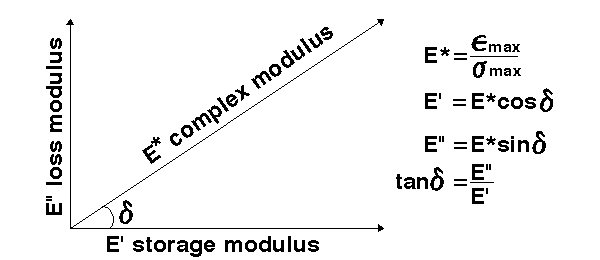 E" loss modulus
E* complex modulus
δ
E' storage modulus
E*=ϵmax/σmax
E' = E*cosδ
E" = E*sinδ
tanδ = E"/E'